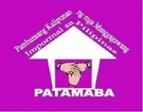 Pambansang Kalipunan
ng mga Manggagawang
Impormal sa Pilipinas
PATAMABA